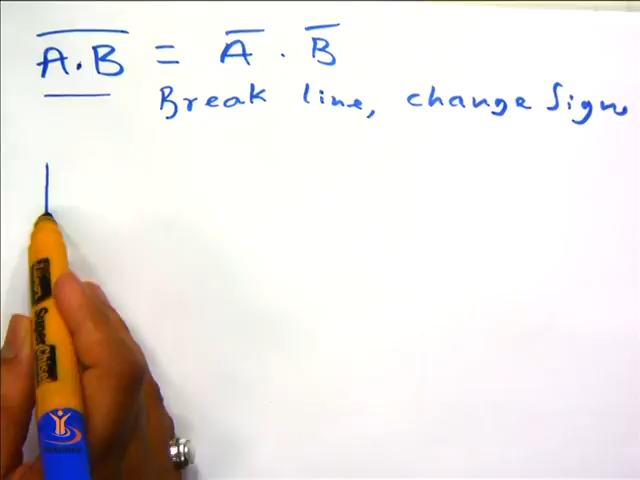 A̅.̅B̅ = A̅ . B̅
Break line, change Sign